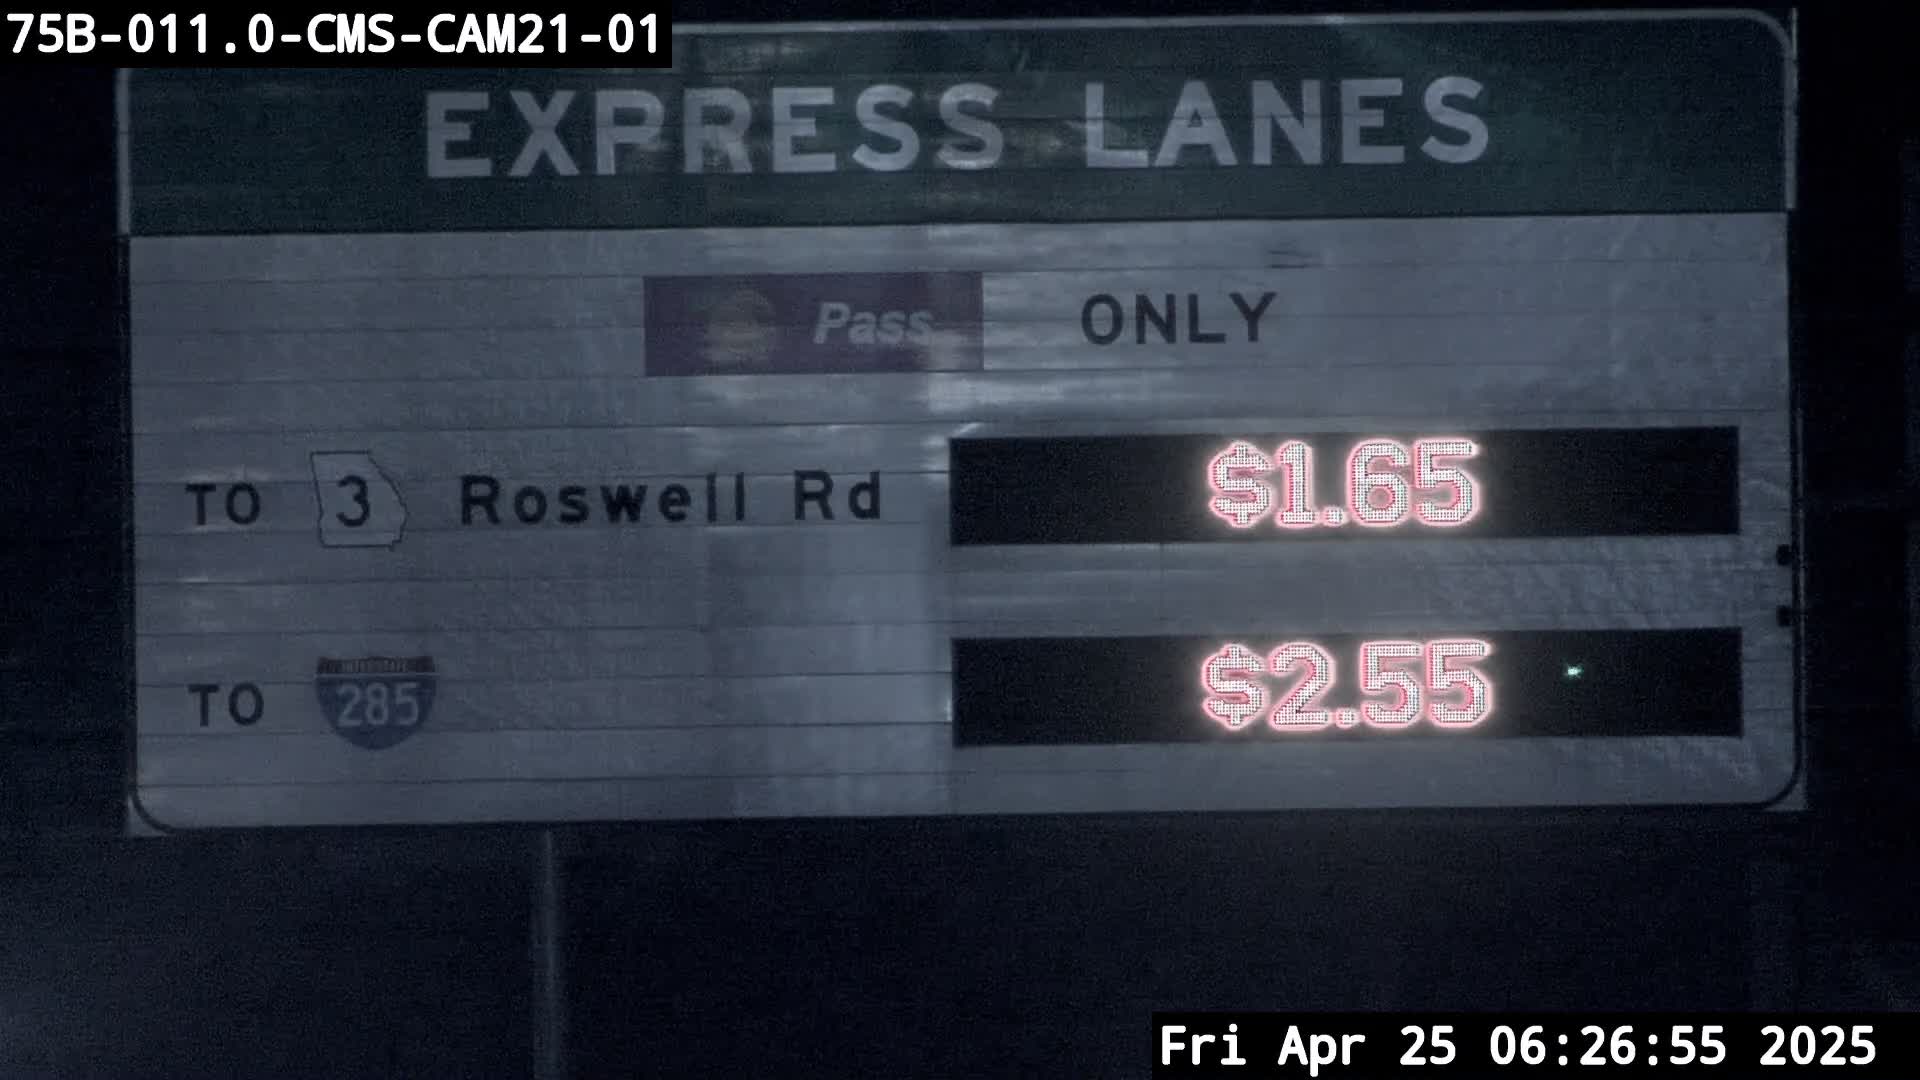 75B-011.0-CMS-CAM21-01
EXPRESS LANES
Pass ONLY
TO 3 Roswell Rd $1.65
INTERSTATE
TO 285 $2.55
Fri Apr 25 06:26:55 2025